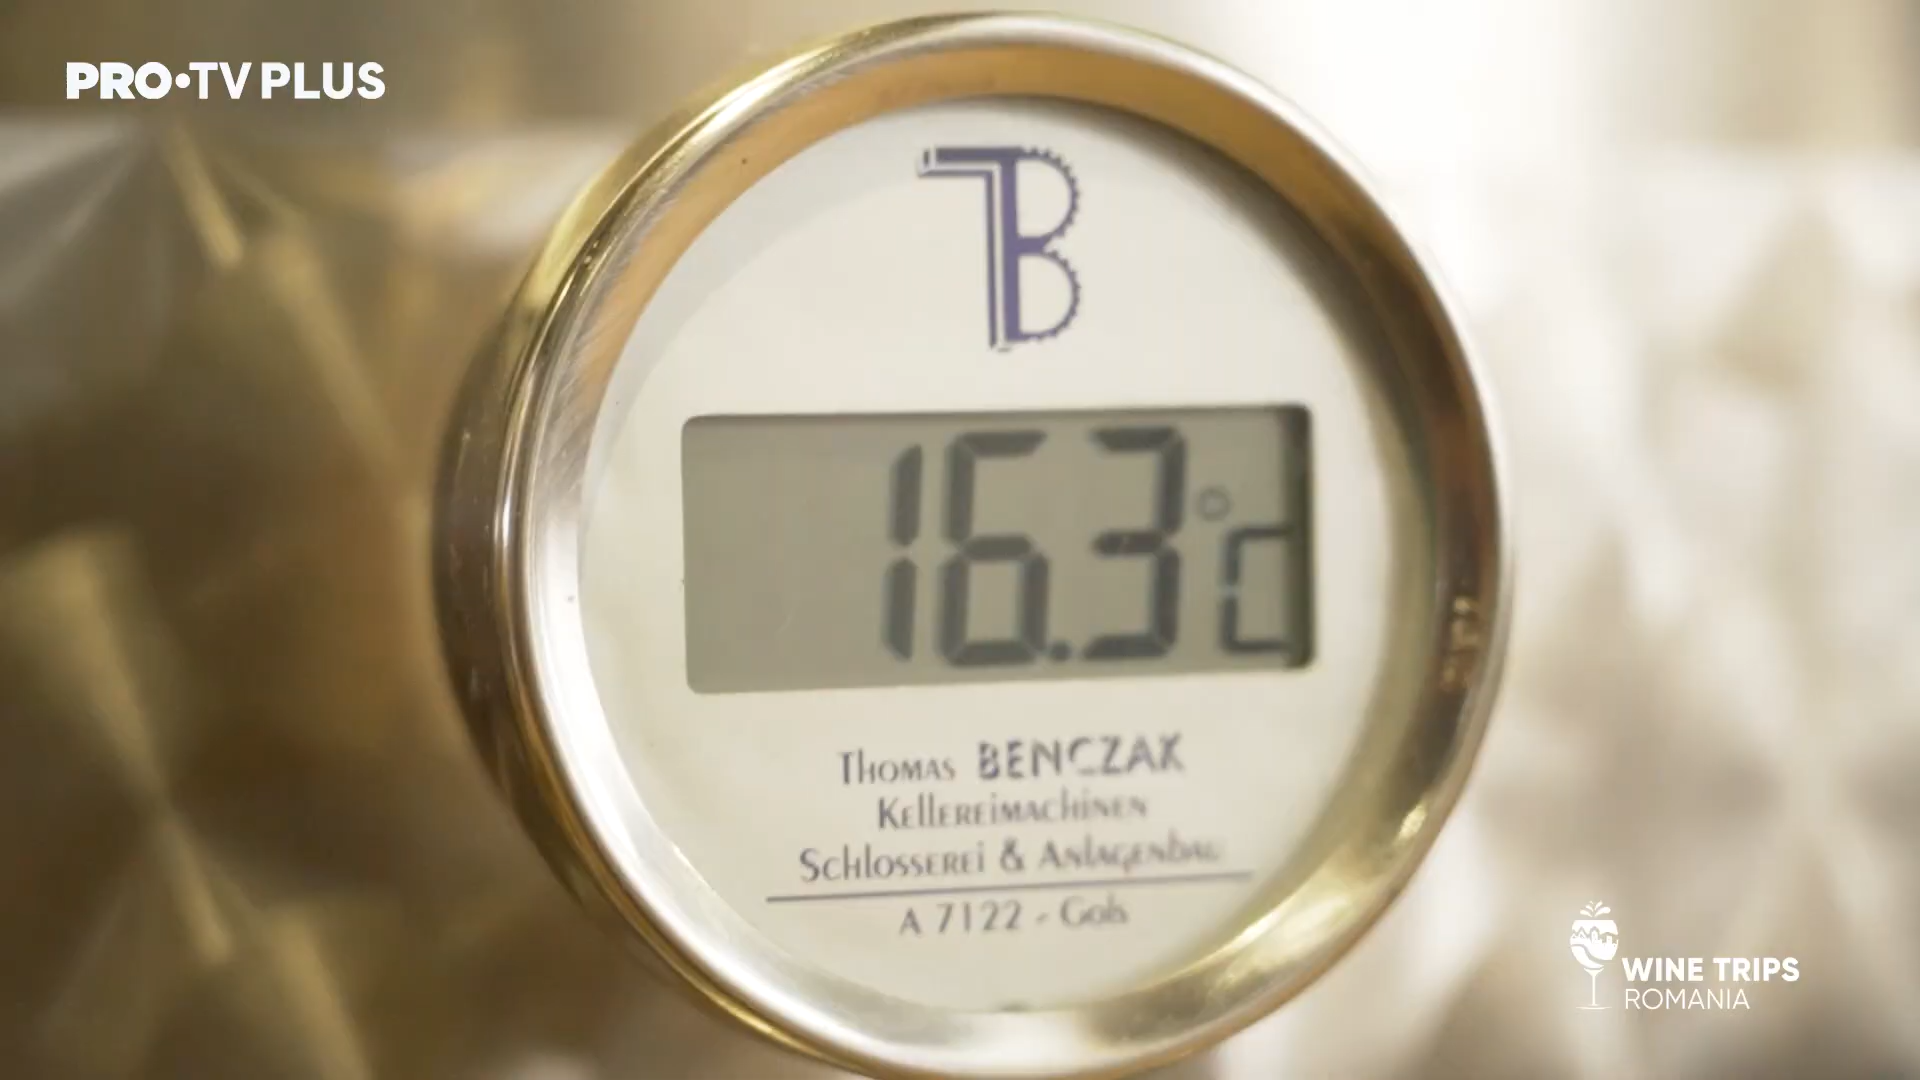 PRO•TV PLUS
TB
16.3 °C
Thomas BENCZAK
Kellereimachinen
Schlosserei & Anlagenbau
A 7122 - Gols
WINE TRIPS
ROMANIA